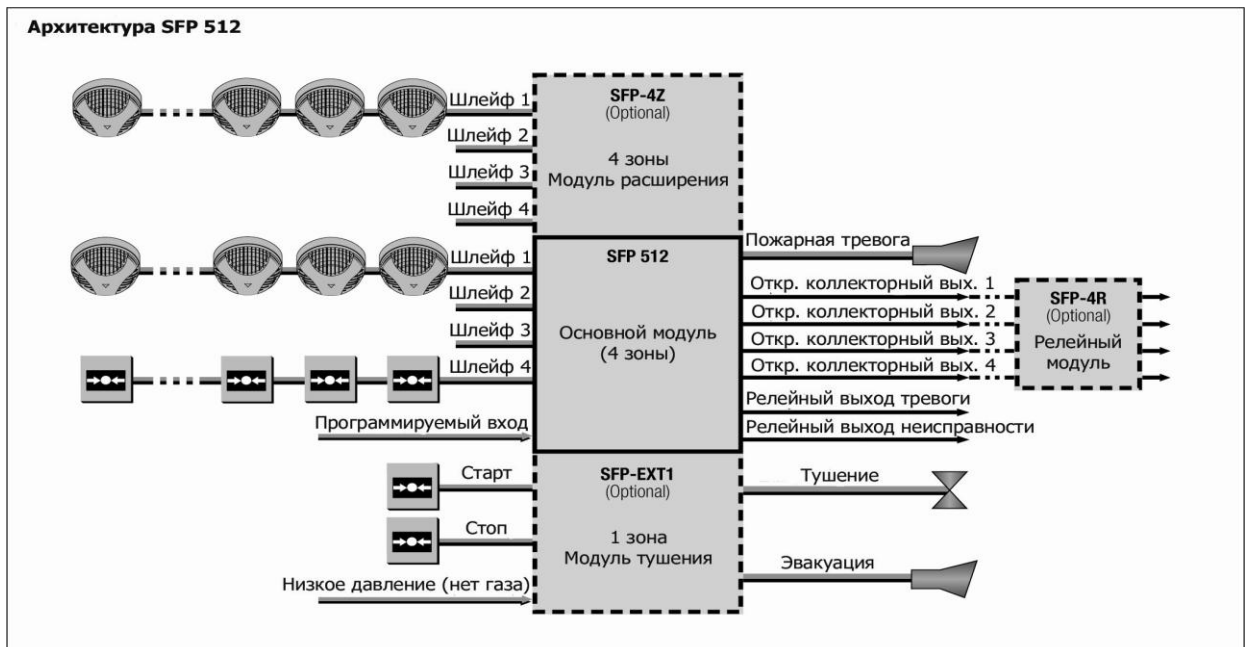 Архитектура SFP 512
Шлейф 1
Шлейф 2
Шлейф 3
Шлейф 4
SFP-4Z
(Optional)
4 зоны
Модуль расширения
Шлейф 1
Шлейф 2
Шлейф 3
Шлейф 4
Программируемый вход
SFP 512
Основной модуль
(4 зоны)
Пожарная тревога
Откр. коллекторный вых. 1
Откр. коллекторный вых. 2
Откр. коллекторный вых. 3
Откр. коллекторный вых. 4
Релейный выход тревоги
Релейный выход неисправности
SFP-4R
(Optional)
Релейный
модуль
Старт
Стоп
Низкое давление (нет газа)
SFP-EXT1
(Optional)
1 зона
Модуль тушения
Тушение
Эвакуация